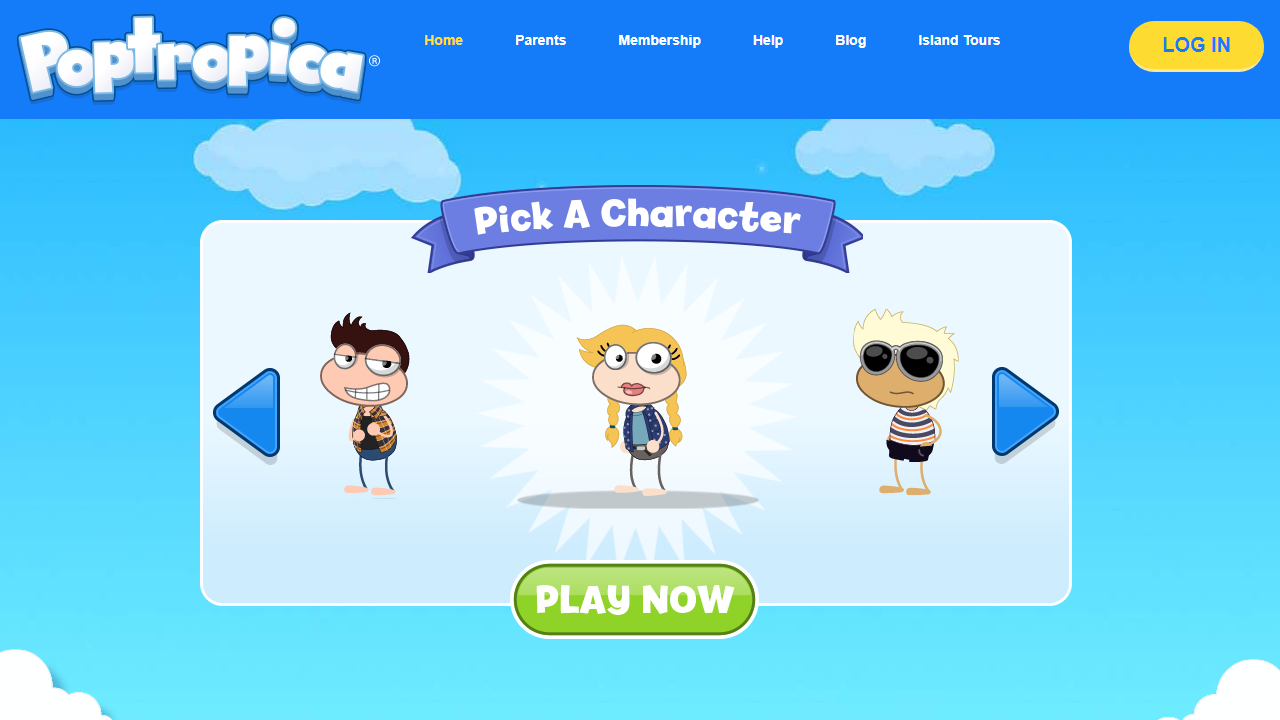 Poptropica®
Home Parents Membership Help Blog Island Tours
LOG IN
Pick A Character
PLAY NOW